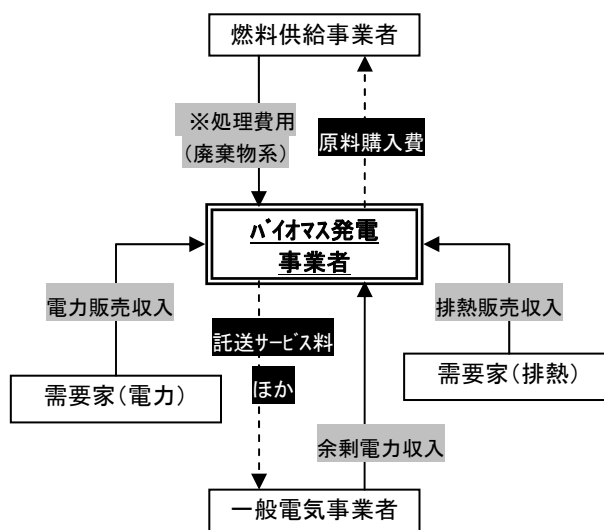 燃料供給事業者
※処理費用
(廃棄物系)
原料購入費
バイオマス発電
事業者
電力販売収入
排熱販売収入
託送サービス料
ほか
需要家(電力)
需要家(排熱)
余剰電力収入
一般電気事業者